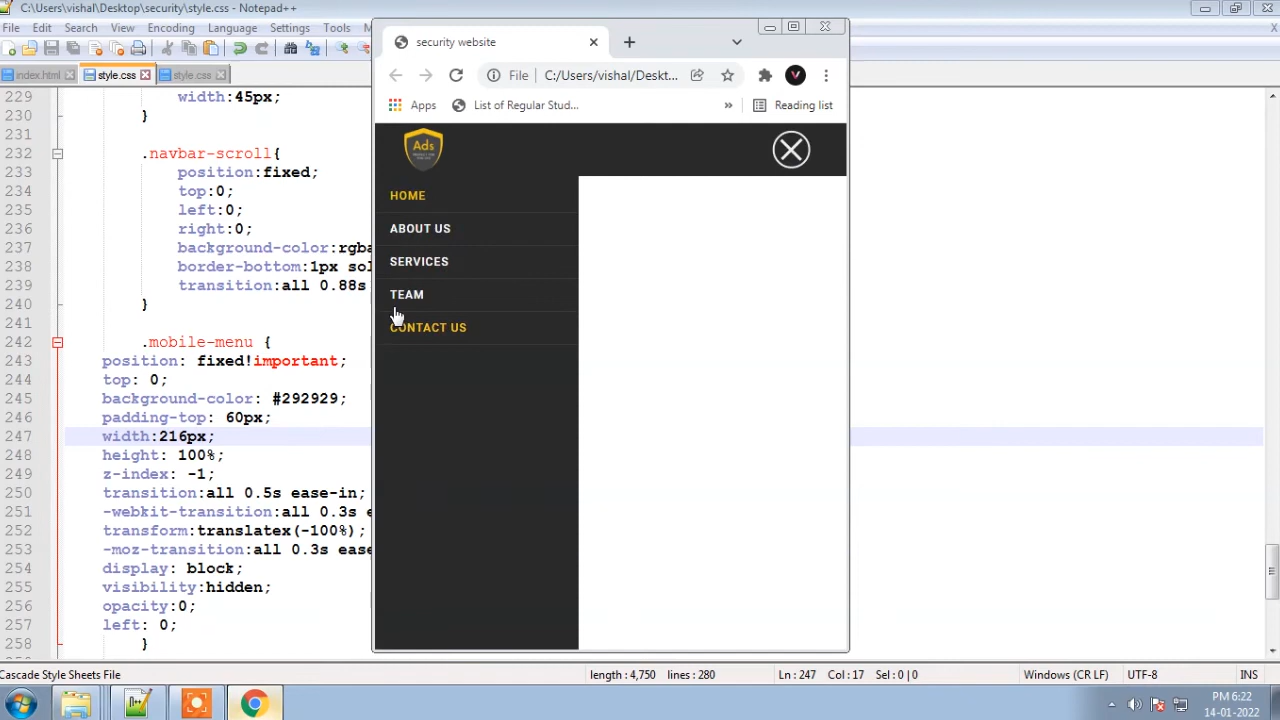 C:\Users\vishal\Desktop\security\style.css - Notepad++
File Edit Search View Encoding Language Settings Tools M
index.html style.css style.css
229 width:45px;
230 }
231
232 .navbar-scroll{
233 position:fixed;
234 top:0;
235 left:0;
236 right:0;
237 background-color:rgba
238 border-bottom:1px sol
239 transition:all 0.88s
240 }
241
242 .mobile-menu {
243 position: fixed!important;
244 top: 0;
245 background-color: #292929;
246 padding-top: 60px;
247 width:216px;
248 height: 100%;
249 z-index: -1;
250 transition:all 0.5s ease-in;
251 -webkit-transition:all 0.3s e
252 transform:translatex(-100%);
253 -moz-transition:all 0.3s ease
254 display: block;
255 visibility:hidden;
256 opacity:0;
257 left: 0;
258 }
security website
File C:/Users/vishal/Deskt...
V
Apps List of Regular Stud... » Reading list
Ads
HOME
ABOUT US
SERVICES
TEAM
CONTACT US
Cascade Style Sheets File length : 4,750 lines : 280 Ln : 247 Col : 17 Sel : 0 | 0 Windows (CR LF) UTF-8 INS
PM 6:22
14-01-2022